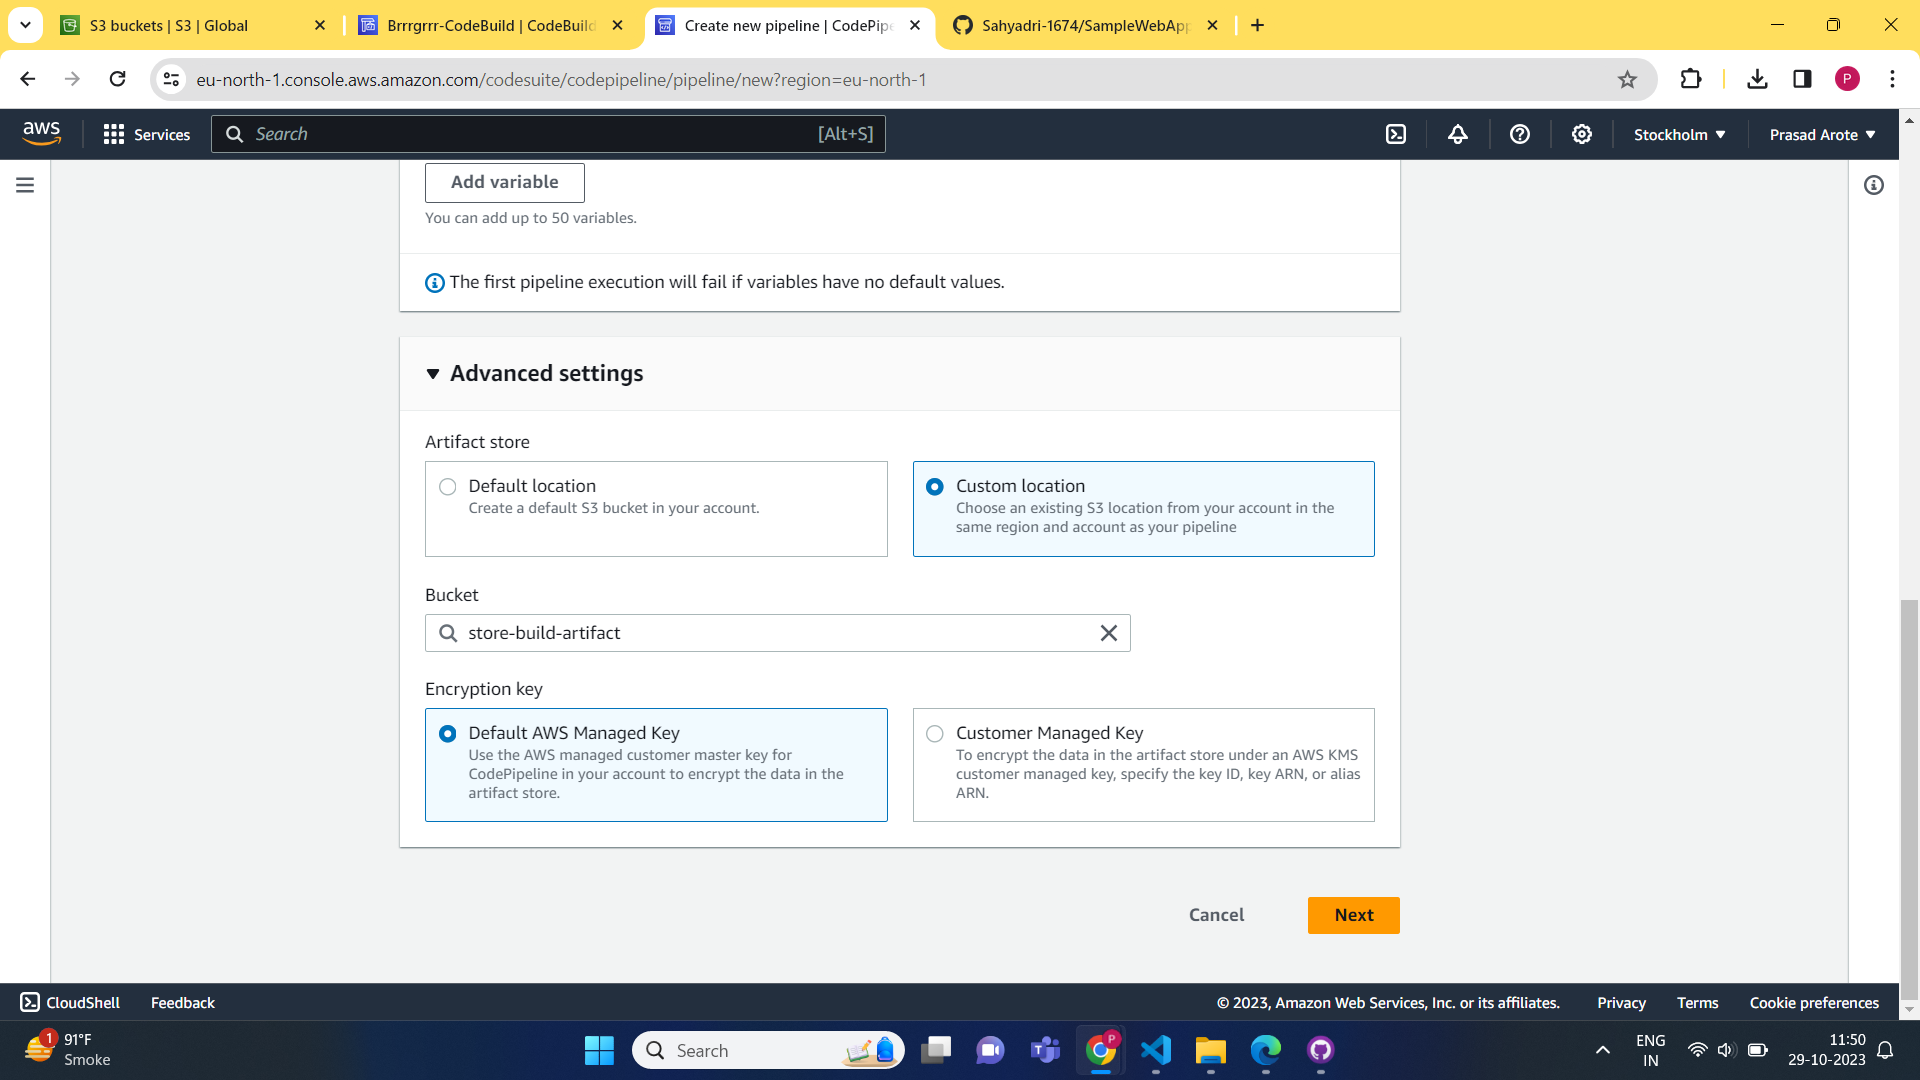 S3 buckets | S3 | Global
Brrrgrrr-CodeBuild | CodeBuild
Create new pipeline | CodePipe
Sahyadri-1674/SampleWebApp
eu-north-1.console.aws.amazon.com/codesuite/codepipeline/pipeline/new?region=eu-north-1
P
aws
Services
Search
[Alt+S]
Stockholm
Prasad Arote
Add variable
You can add up to 50 variables.
The first pipeline execution will fail if variables have no default values.
Advanced settings
Artifact store
Default location
Create a default S3 bucket in your account.
Custom location
Choose an existing S3 location from your account in the
same region and account as your pipeline
Bucket
store-build-artifact
Encryption key
Default AWS Managed Key
Use the AWS managed customer master key for
CodePipeline in your account to encrypt the data in the
artifact store.
Customer Managed Key
To encrypt the data in the artifact store under an AWS KMS
customer managed key, specify the key ID, key ARN, or alias
ARN.
Cancel
Next
CloudShell
Feedback
© 2023, Amazon Web Services, Inc. or its affiliates.
Privacy
Terms
Cookie preferences
1
91°F
Smoke
Search
P
ENG
IN
11:50
29-10-2023